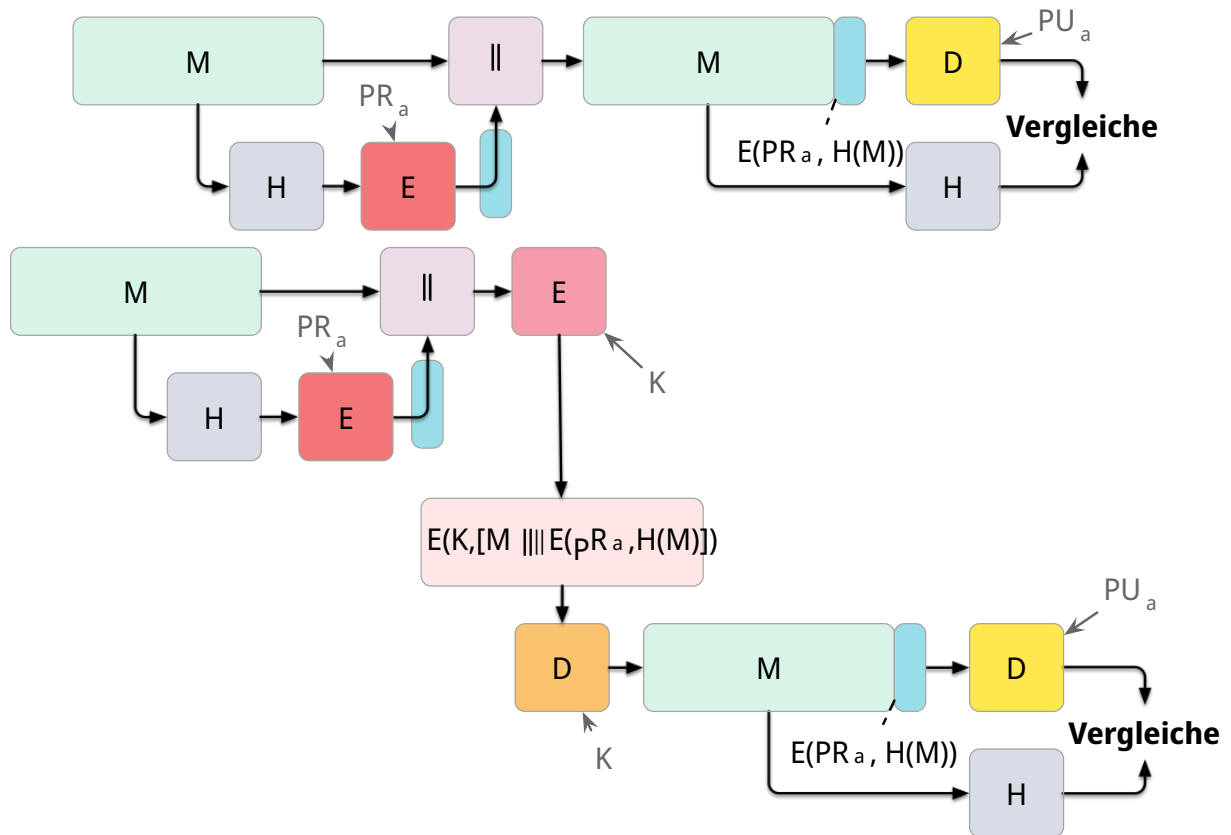 M
||
M
D
PU a
PR a
E(PR a , H(M))
Vergleiche
H
E
H
M
||
E
PR a
K
H
E
E(K,[M ||||E(PR a ,H(M)])
D
K
M
D
PU a
E(PR a , H(M))
Vergleiche
H